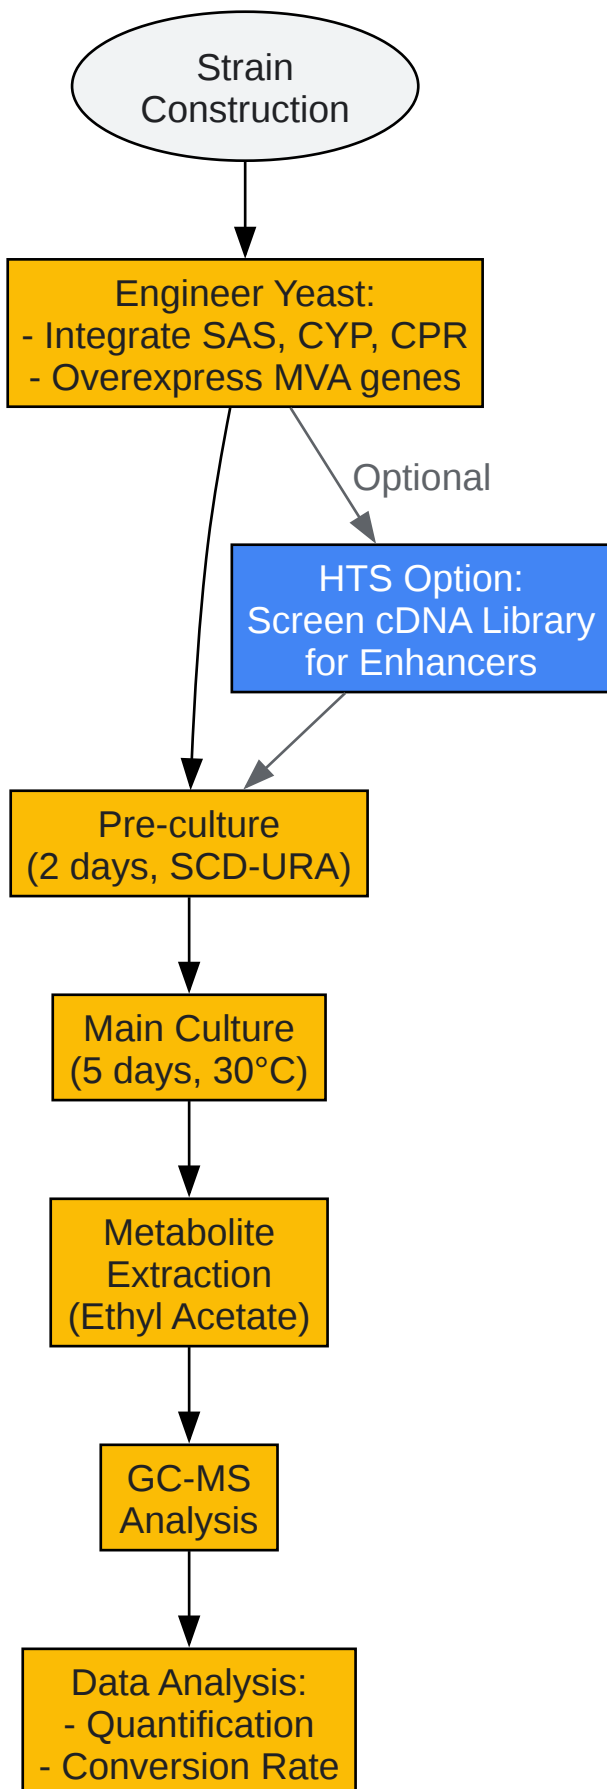 Strain
Construction
Engineer Yeast:
- Integrate SAS, CYP, CPR
- Overexpress MVA genes
Optional
HTS Option:
Screen cDNA Library
for Enhancers
Pre-culture
(2 days, SCD-URA)
Main Culture
(5 days, 30°C)
Metabolite
Extraction
(Ethyl Acetate)
GC-MS
Analysis
Data Analysis:
- Quantification
- Conversion Rate